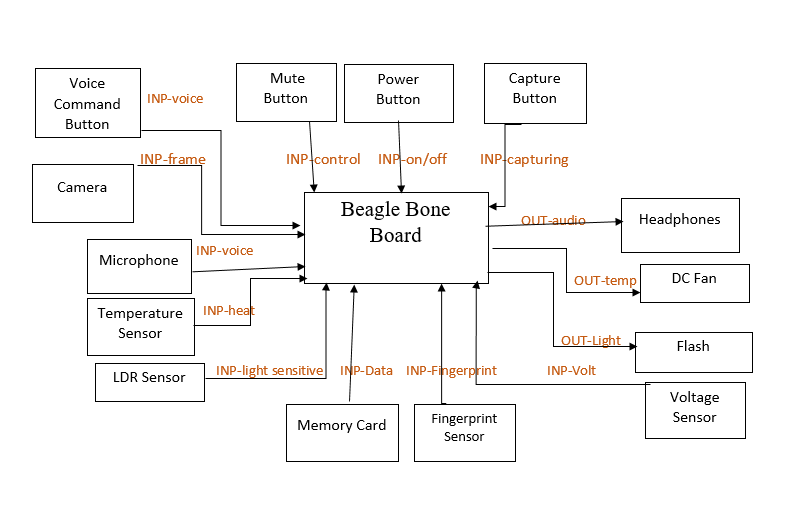 Voice
Command
Button
INP-voice
Mute
Button
Power
Button
Capture
Button
INP-frame
INP-control
INP-on/off
INP-capturing
Camera
Beagle Bone
Board
OUT-audio
Headphones
Microphone
INP-voice
OUT-temp
DC Fan
Temperature
Sensor
INP-heat
OUT-Light
Flash
LDR Sensor
INP-light sensitive
INP-Data
INP-Fingerprint
INP-Volt
Voltage
Sensor
Memory Card
Fingerprint
Sensor